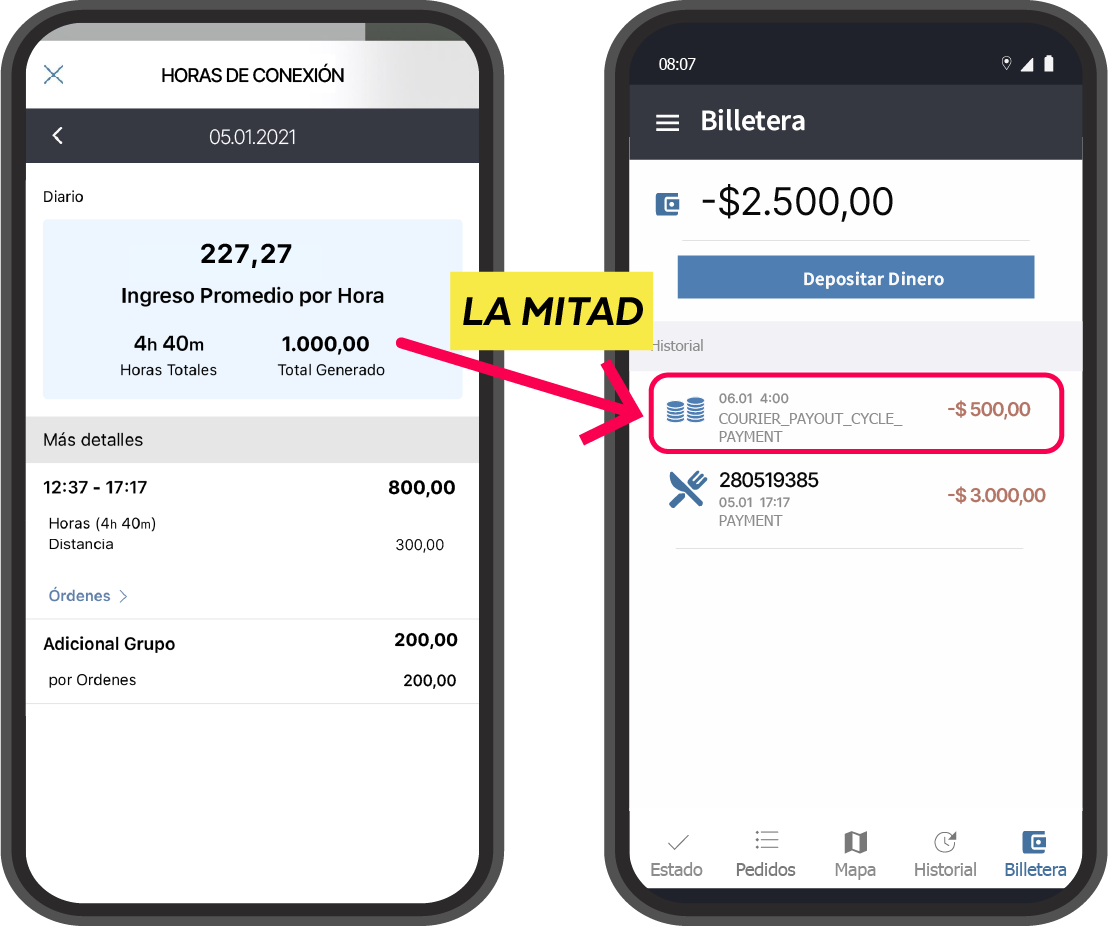 HORAS DE CONEXIÓN
05.01.2021
Diario
227,27
Ingreso Promedio por Hora
4h 40m 1.000,00
Horas Totales Total Generado
Más detalles
12:37 - 17:17 800,00
Horas (4h 40m)
Distancia 300,00
Órdenes
Adicional Grupo 200,00
por Ordenes 200,00
LA MITAD
08:07
Billetera
-$2.500,00
Depositar Dinero
Historial
06.01 4:00
COURIER_PAYOUT_CYCLE_ -$ 500,00
PAYMENT
280519385
05.01 17:17 -$ 3.000,00
PAYMENT
Estado Pedidos Mapa Historial Billetera